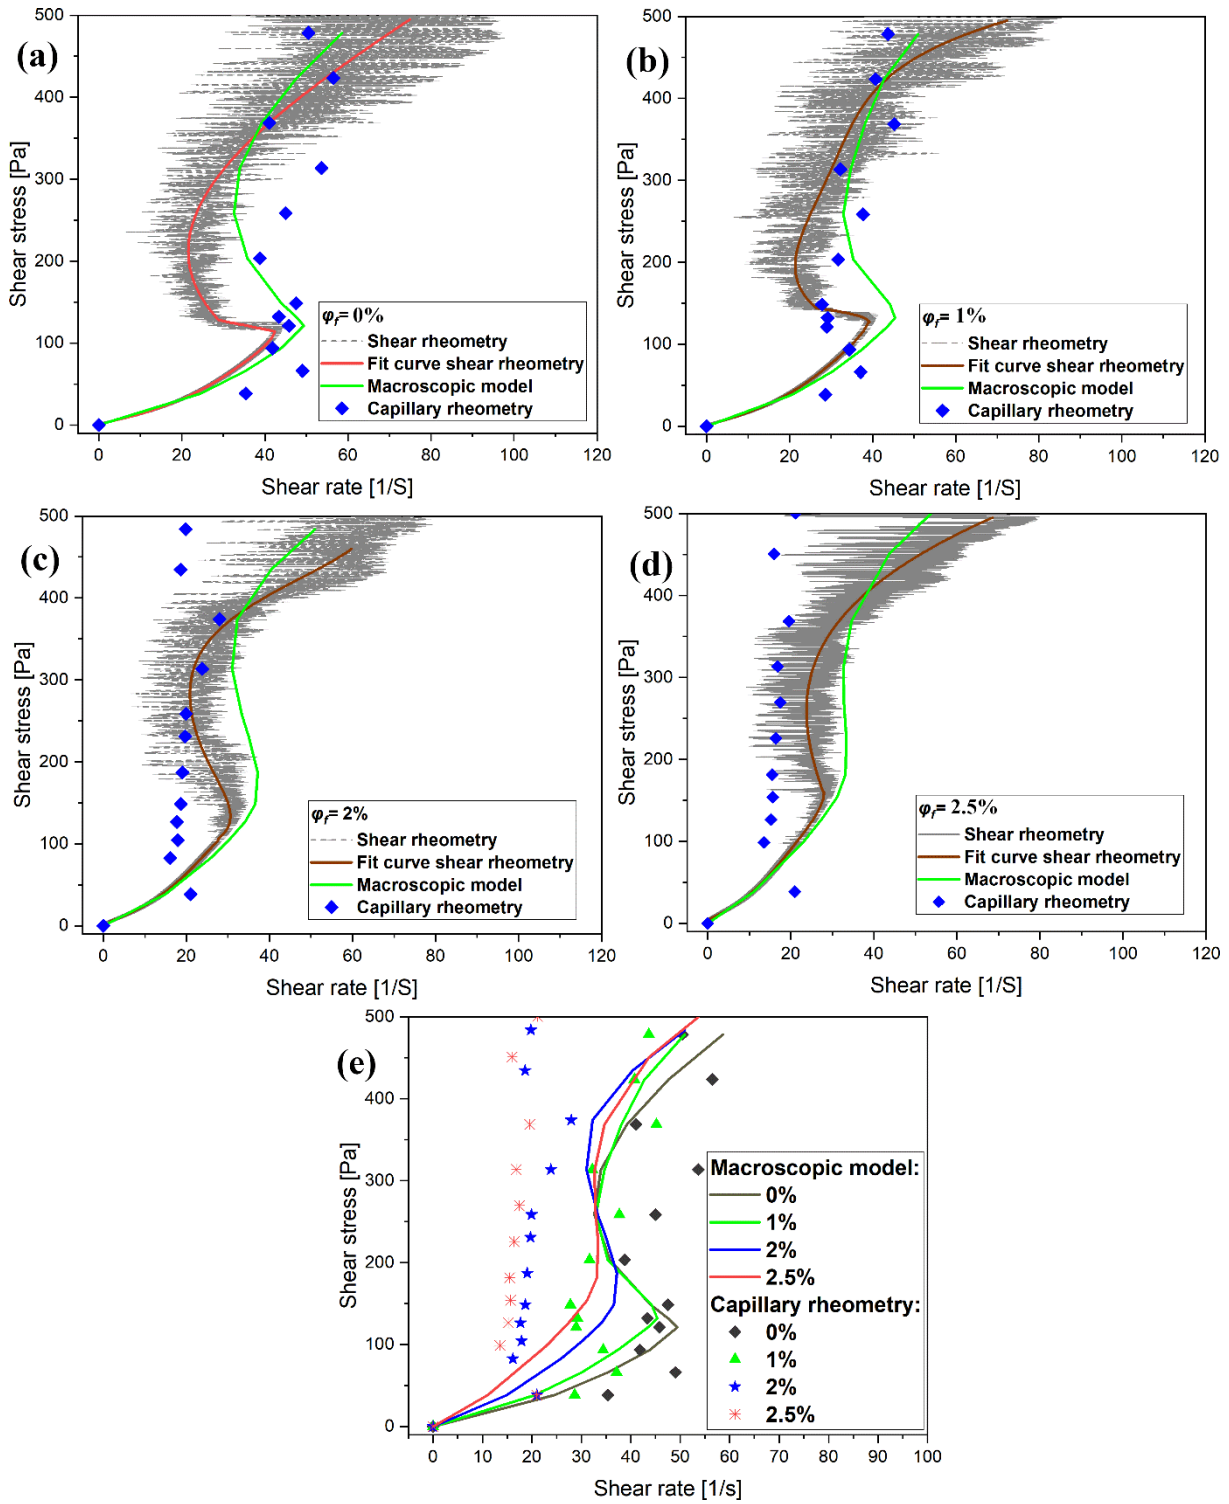 (a)
Shear stress [Pa]
500
400
300
200
100
0
φf= 0%
Shear rheometry
Fit curve shear rheometry
Macroscopic model
Capillary rheometry
0 20 40 60 80 100 120
Shear rate [1/S]
(b)
Shear stress [Pa]
500
400
300
200
100
0
φf= 1%
Shear rheometry
Fit curve shear rheometry
Macroscopic model
Capillary rheometry
0 20 40 60 80 100 120
Shear rate [1/S]
(c)
Shear stress [Pa]
500
400
300
200
100
0
φf= 2%
Shear rheometry
Fit curve shear rheometry
Macroscopic model
Capillary rheometry
0 20 40 60 80 100 120
Shear rate [1/S]
(d)
Shear stress [Pa]
500
400
300
200
100
0
φf= 2.5%
Shear rheometry
Fit curve shear rheometry
Macroscopic model
Capillary rheometry
0 20 40 60 80 100 120
Shear rate [1/S]
(e)
Shear stress [Pa]
500
400
300
200
100
0
Macroscopic model:
0%
1%
2%
2.5%
Capillary rheometry:
0%
1%
2%
2.5%
0 10 20 30 40 50 60 70 80 90 100
Shear rate [1/s]